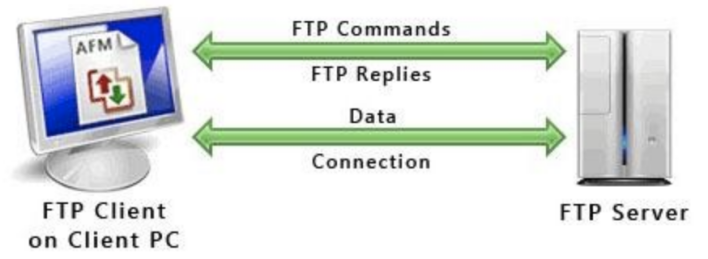 AFM
FTP Commands
FTP Replies
Data
Connection
FTP Client
on Client PC
FTP Server